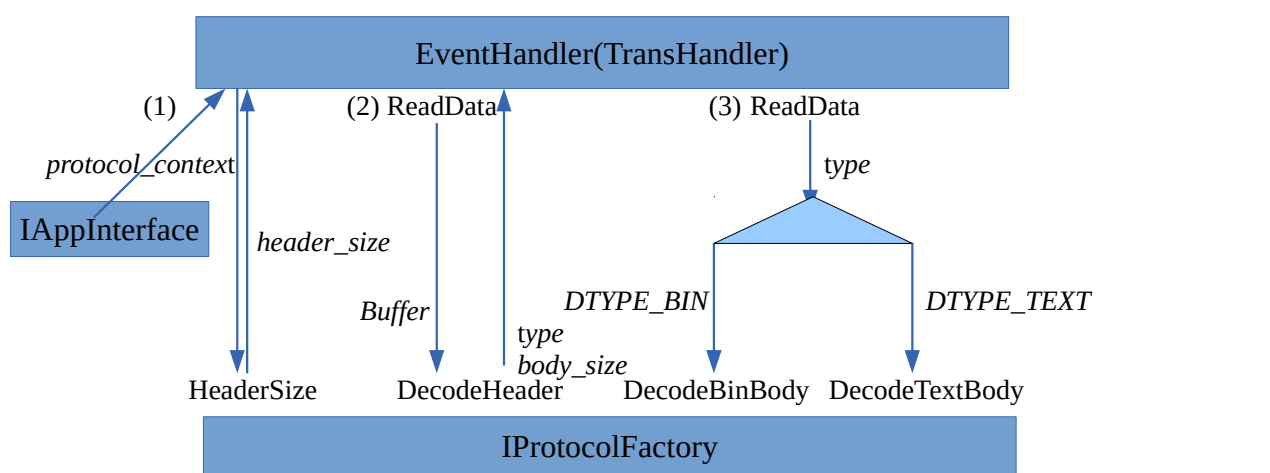 EventHandler(TransHandler)
(1)
(2) ReadData
(3) ReadData
protocol_context
type
IAppInterface
header_size
Buffer
DTYPE_BIN
DTYPE_TEXT
type
body_size
HeaderSize
DecodeHeader
DecodeBinBody
DecodeTextBody
IProtocolFactory